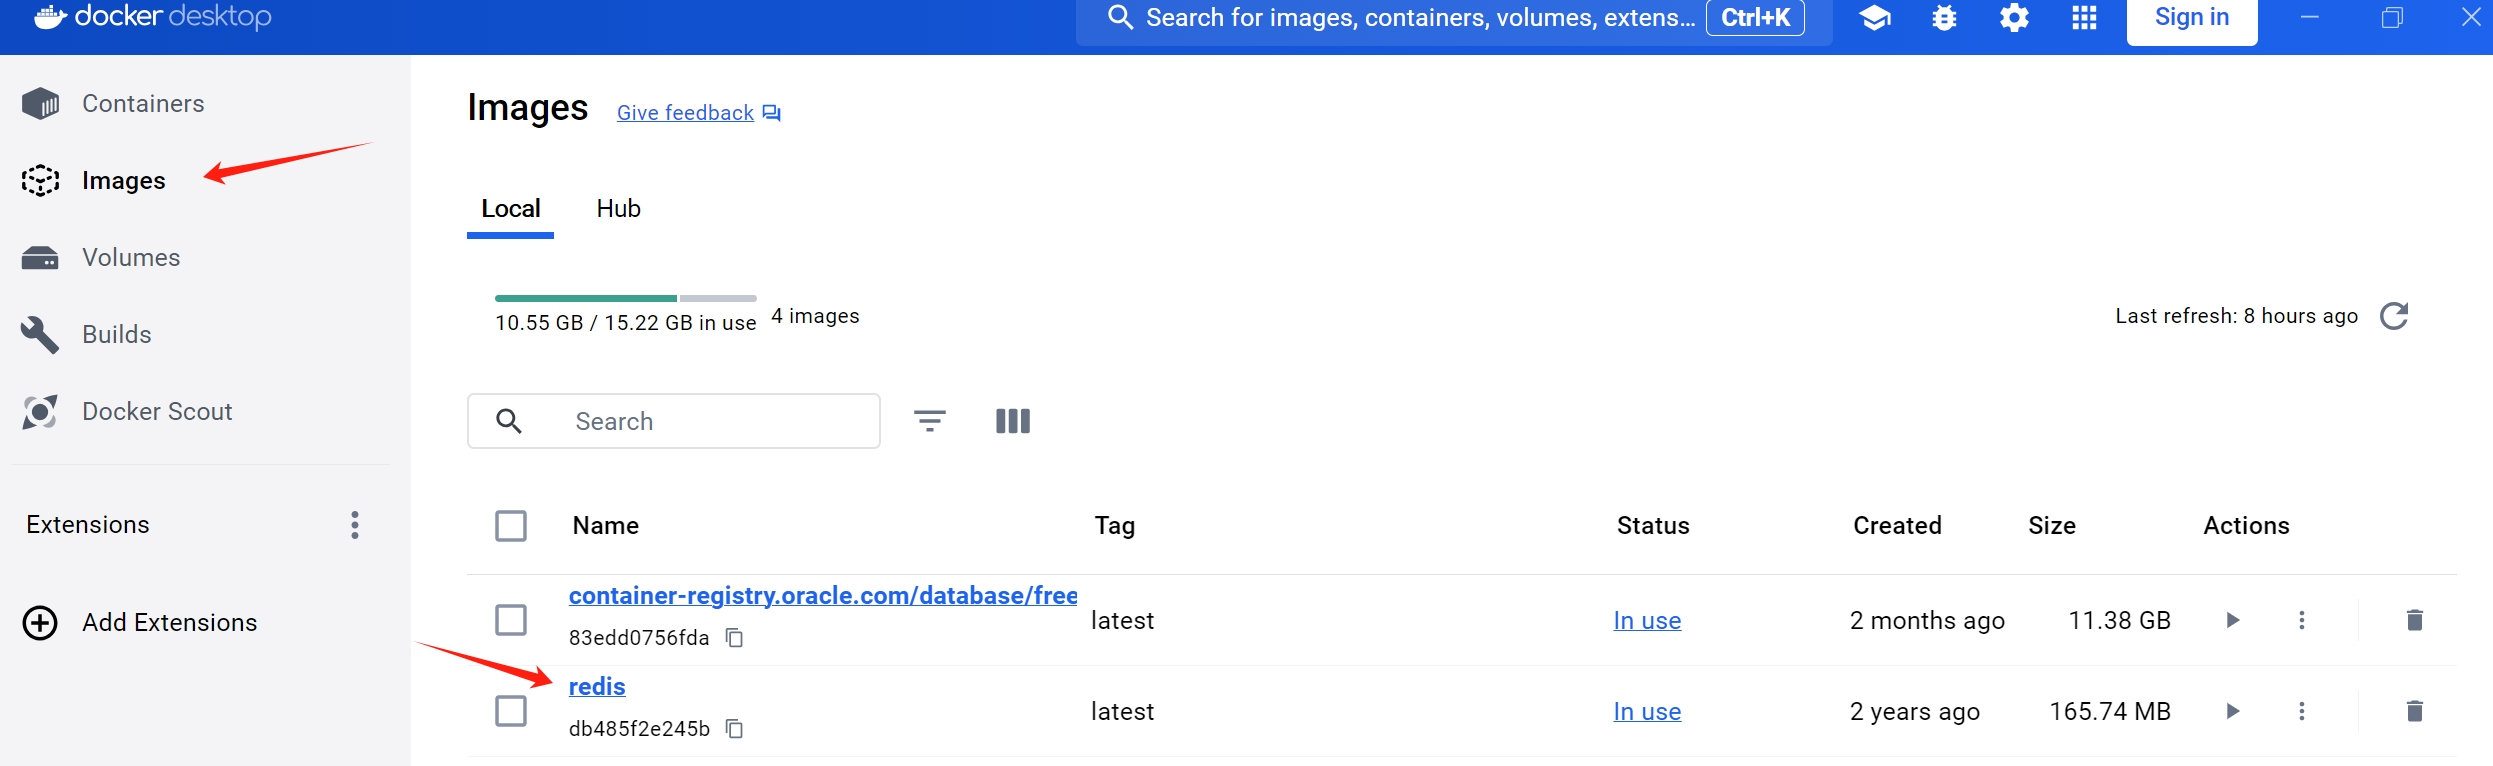 docker desktop
Search for images, containers, volumes, extens... Ctrl+K
Sign in
Containers
Images
Volumes
Builds
Docker Scout
Extensions
Add Extensions
Images Give feedback
Local Hub
10.55 GB / 15.22 GB in use 4 images
Last refresh: 8 hours ago
Search
Name Tag Status Created Size Actions
container-registry.oracle.com/database/free
83edd0756fda
latest In use 2 months ago 11.38 GB
redis
db485f2e245b
latest In use 2 years ago 165.74 MB